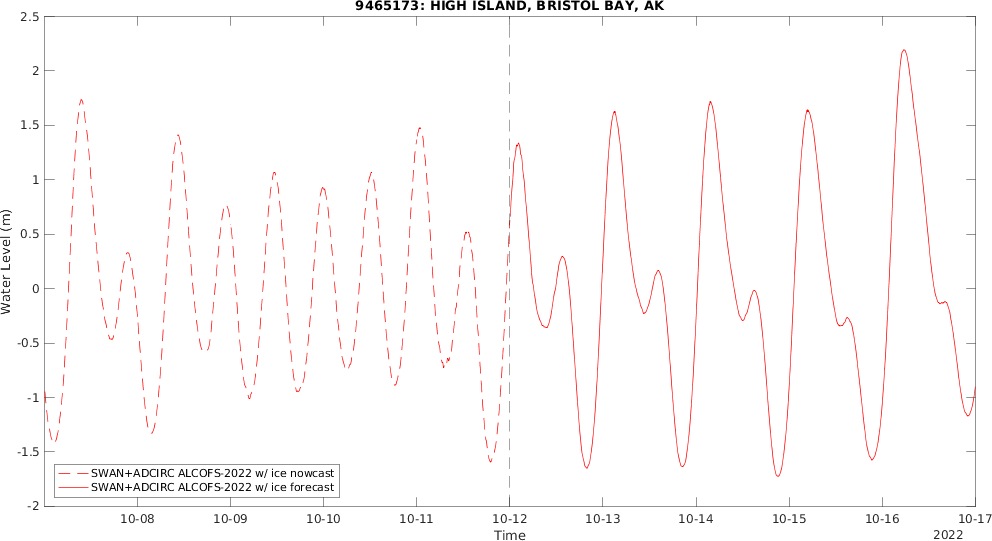 9465173: HIGH ISLAND, BRISTOL BAY, AK
Water Level (m)
2.5
2
1.5
1
0.5
0
-0.5
-1
-1.5
-2
SWAN+ADCIRC ALCOFS-2022 w/ ice nowcast
SWAN+ADCIRC ALCOFS-2022 w/ ice forecast
10-08 10-09 10-10 10-11 10-12 10-13 10-14 10-15 10-16 10-17
Time
2022